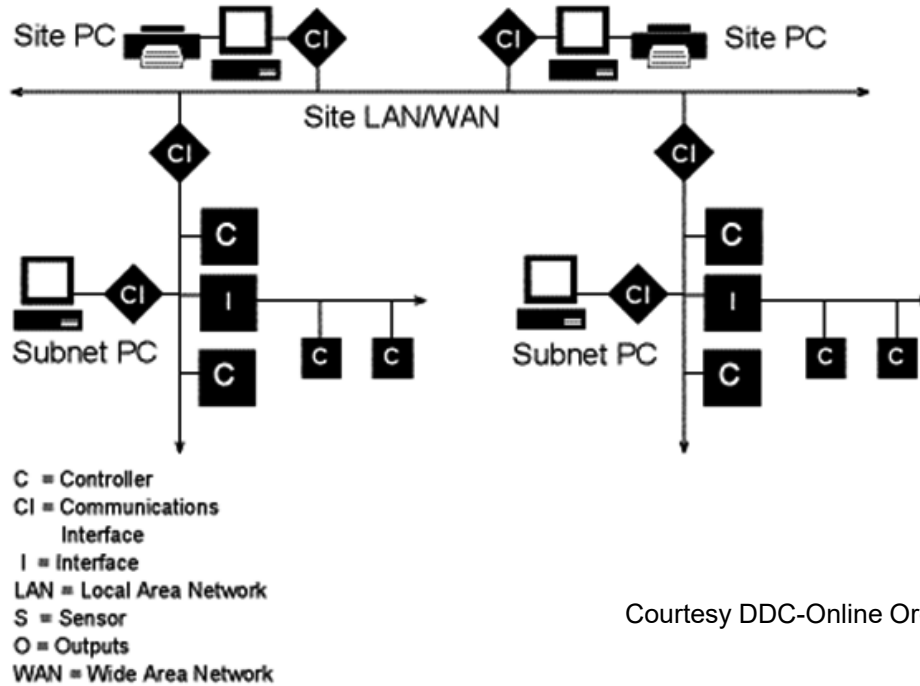 Site PC
CI
CI
Site PC
Site LAN/WAN
CI
CI
C
C
CI
I
CI
I
Subnet PC
C
C
C
Subnet PC
C
C
C
C = Controller
CI = Communications
Interface
I = Interface
LAN = Local Area Network
S = Sensor
O = Outputs
WAN = Wide Area Network
Courtesy DDC-Online Or